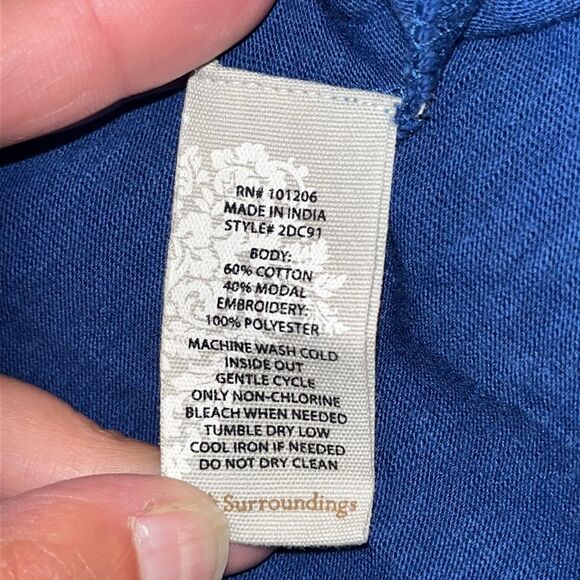 RN# 101206
MADE IN INDIA
STYLE# 2DC91
BODY:
60% COTTON
40% MODAL
EMBROIDERY:
100% POLYESTER
MACHINE WASH COLD
INSIDE OUT
GENTLE CYCLE
ONLY NON-CHLORINE
BLEACH WHEN NEEDED
TUMBLE DRY LOW
COOL IRON IF NEEDED
DO NOT DRY CLEAN
Surroundings